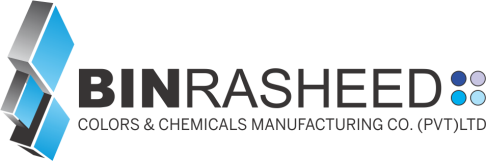 BINRASHEED
COLORS & CHEMICALS MANUFACTURING CO. (PVT)LTD